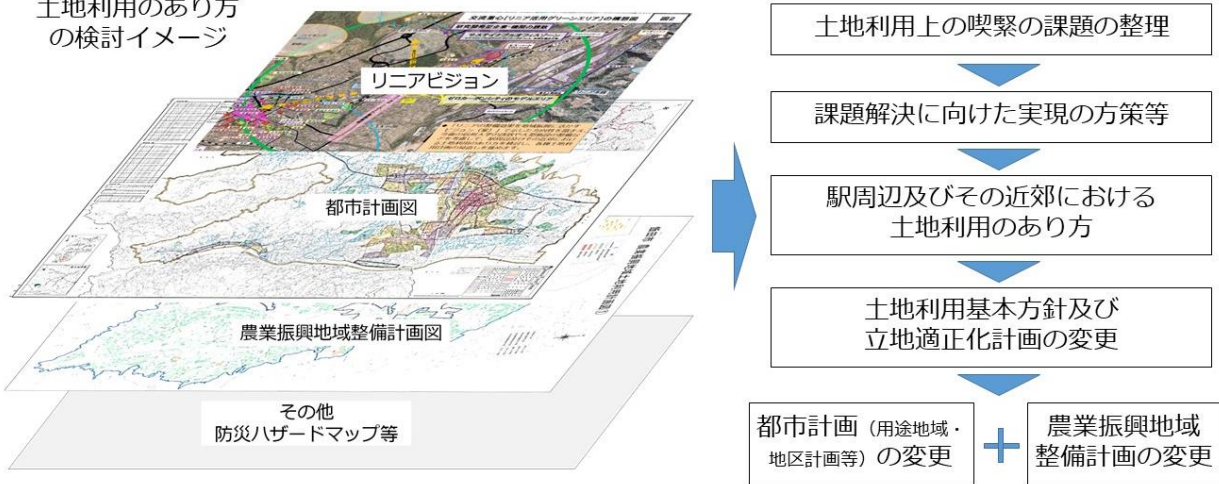 土地利用のあり方
の検討イメージ
リニアビジョン
都市計画図
農業振興地域整備計画図
その他
防災ハザードマップ等
土地利用上の喫緊の課題の整理
課題解決に向けた実現の方策等
駅周辺及びその近郊における
土地利用のあり方
土地利用基本方針及び
立地適正化計画の変更
都市計画（用途地域・
地区計画等）の変更
農業振興地域
整備計画の変更